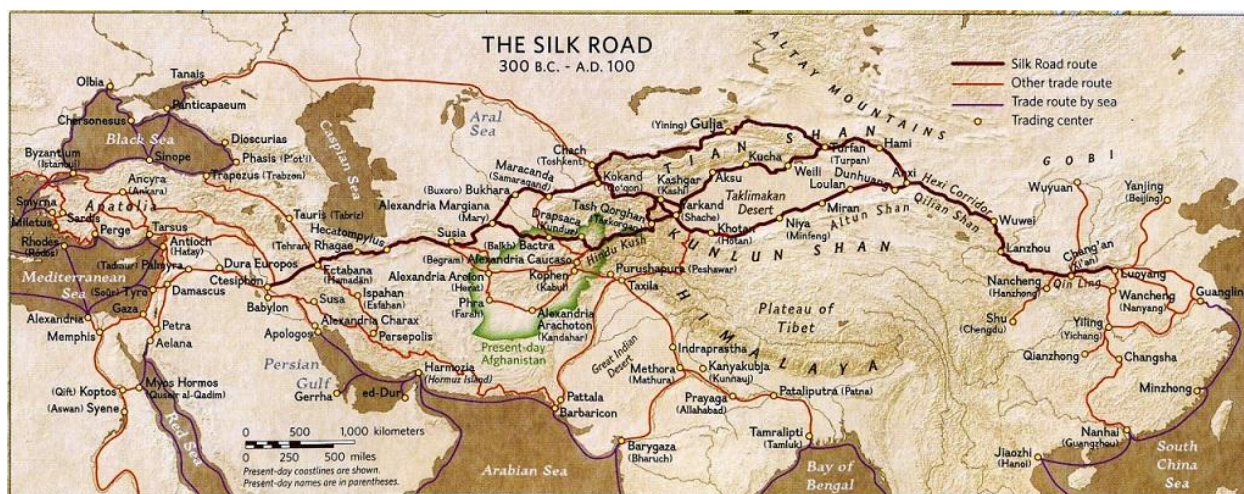 THE SILK ROAD
300 B.C. - A.D. 100
Silk Road route
Other trade route
Trade route by sea
Trading center
ALTAY MOUNTAINS
Olbia
Tanais
Panticapaeum
Chersonesus
Black Sea
Dioscurias
Phasis (P'ot'i)
Byzantium
(Istanbul)
Sinope
Trapezus (Trabzon)
Caspian Sea
Aral
Sea
Ancyra
(Ankara)
Anatolia
Smyrna
Sardis
Miletus
Perge
Tarsus
Rhodes
(Rodos)
Antioch
(Hatay)
Mediterranean
Sea
(Tadmur) Palmyra
Dura Europos
(Soûr) Tyro
Damascus
Ctesiphon
Babylon
Gaza
Alexandria
Memphis
Petra
Aelana
(Qift) Koptos
(Aswan) Syene
Myos Hormos
(Quseir al-Qadim)
Red Sea
Tauris (Tabriz)
Hecatompylus
(Tehran) Rhagae
Ectabana
(Hamadan)
Susa
Ispahan
(Esfahan)
Apologos
Alexandria Charax
Persepolis
Persian
Gulf
Gerrha
ed-Dur
Harmozia
(Hormuz Island)
0 500 1,000 kilometers
0 500 miles
Present-day coastlines are shown.
Present-day names are in parentheses.
Chach
(Toshkent)
Maracanda
(Samarqand)
(Buxoro) Bukhara
Alexandria Margiana
(Mary)
Susia
Kokand
(Qo'qon)
Drapsaca
(Kunduz)
Tash Qorghan
(Taxkorgan)
(Balkh) Bactra
(Begram)
Alexandria Caucaso
Hindu Kush
Alexandria Areion
(Herat)
Kophen
(Kabul)
Phra
(Farah)
Alexandria
Arachoton
(Kandahar)
Present-day
Afghanistan
Purushapura (Peshawar)
Taxila
(Yining) Gulja
TIAN SHAN
Turfan
(Turpan)
Hami
Kucha
Kashgar
(Kashi)
Aksu
Weili
Taklimakan
Desert
Loulan
Dunhuang
Anxi
Yarkand
(Shache)
Khotan
(Hotan)
Niya
(Minfeng)
Miran
Altun Shan
KUNLUN SHAN
Hexi Corridor
Qilian Shan
GOBI
Wuyuan
Yanjing
(Beijing)
Wuwei
Lanzhou
Chang'an
(Xi'an)
Luoyang
Nancheng
(Hanzhong)
Qin Ling
Wancheng
(Nanyang)
Guangling
Shu
(Chengdu)
Yiling
(Yichang)
Qianzhong
Changsha
Minzhong
Nanhai
(Guangzhou)
Jiaozhi
(Hanoi)
South
China
Sea
Plateau of
Tibet
HIMALAYA
Great Indian
Desert
Indraprastha
Methora
(Mathura)
Kanyakubja
(Kunnauj)
Prayaga
(Allahabad)
Pataliputra (Patna)
Tamralipti
(Tamluk)
Pattala
Barbaricon
Barygaza
(Bharuch)
Arabian Sea
Bay of
Bengal